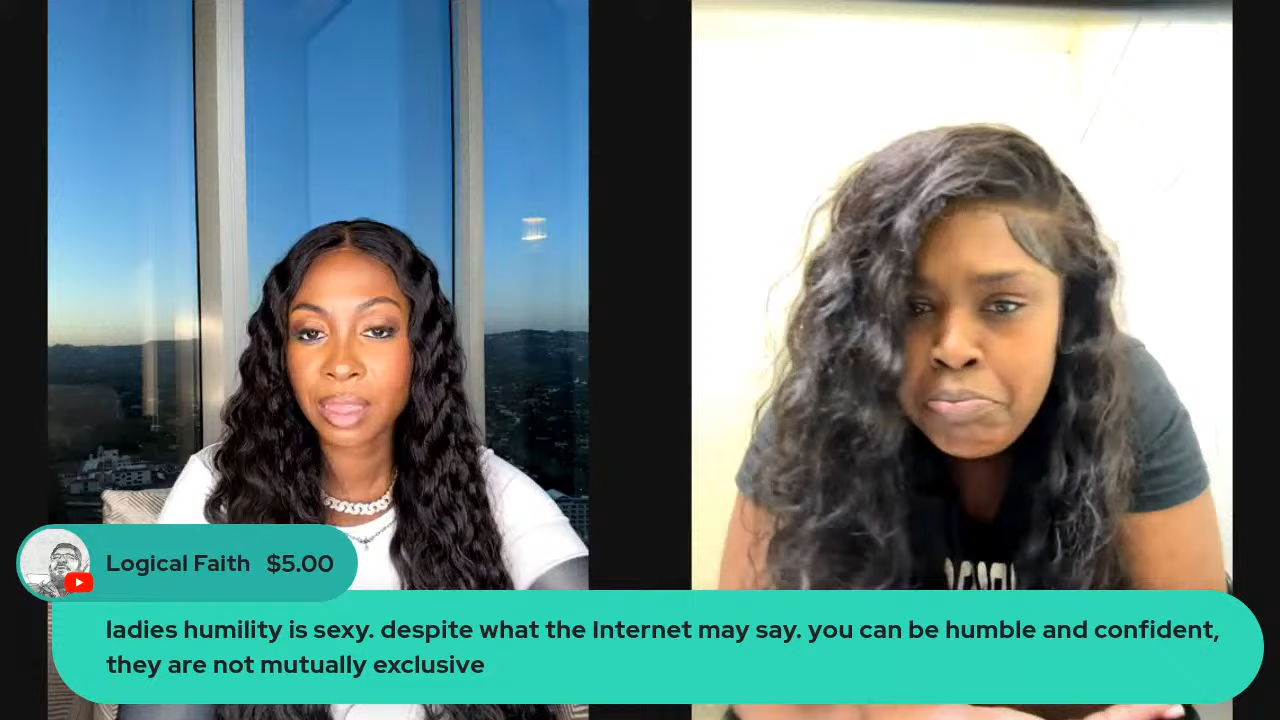 Logical Faith $5.00
ladies humility is sexy. despite what the Internet may say. you can be humble and confident,
they are not mutually exclusive